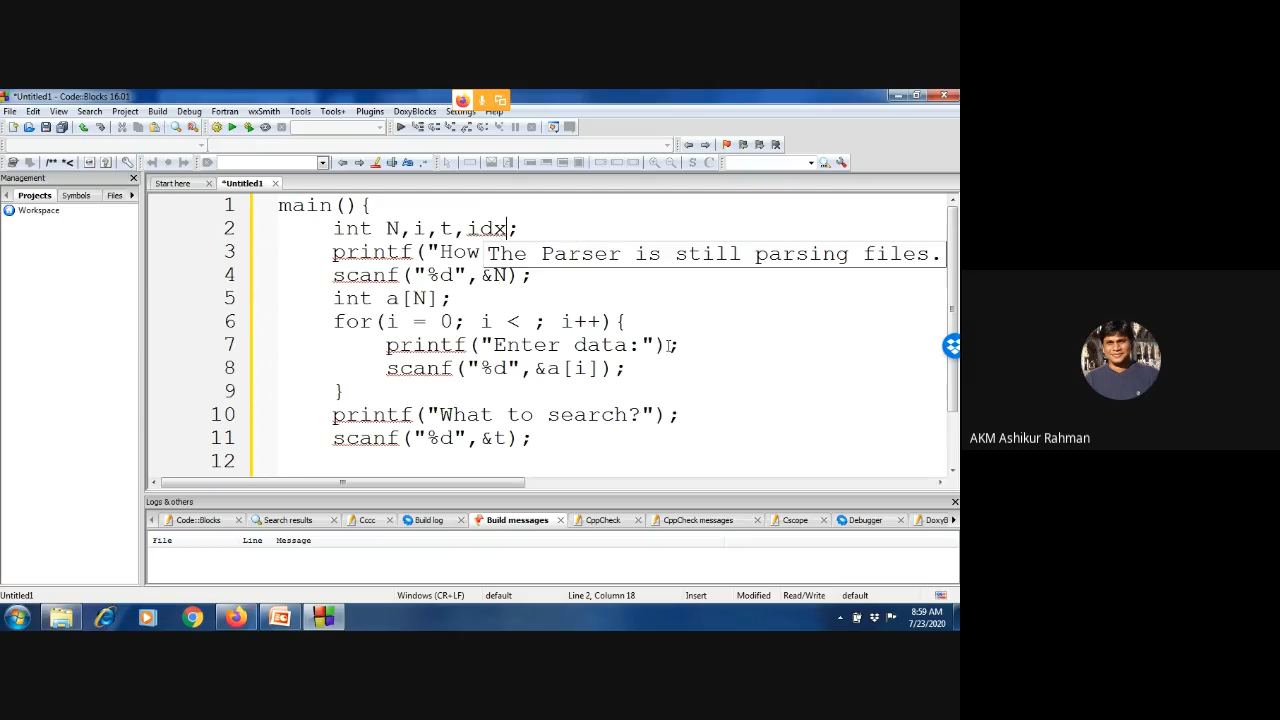 *Untitled1 - Code::Blocks 16.01
File Edit View Search Project Build Debug Fortran wxSmith Tools Tools+ Plugins DoxyBlocks Settings Help
/** *<
S C
Management
Start here *Untitled1
Projects Symbols Files
Workspace
1 main(){
2 int N,i,t,idx;
3 printf("How
The Parser is still parsing files.
4 scanf("%d",&N);
5 int a[N];
6 for(i = 0; i < ; i++){
7 printf("Enter data:");
8 scanf("%d",&a[i]);
9 }
10 printf("What to search?");
11 scanf("%d",&t);
12
AKM Ashikur Rahman
Logs & others
Code::Blocks Search results Cccc Build log Build messages CppCheck CppCheck messages Cscope Debugger DoxyB
File Line Message
Untitled1 Windows (CR+LF) default Line 2, Column 18 Insert Modified Read/Write default
8:59 AM
7/23/2020